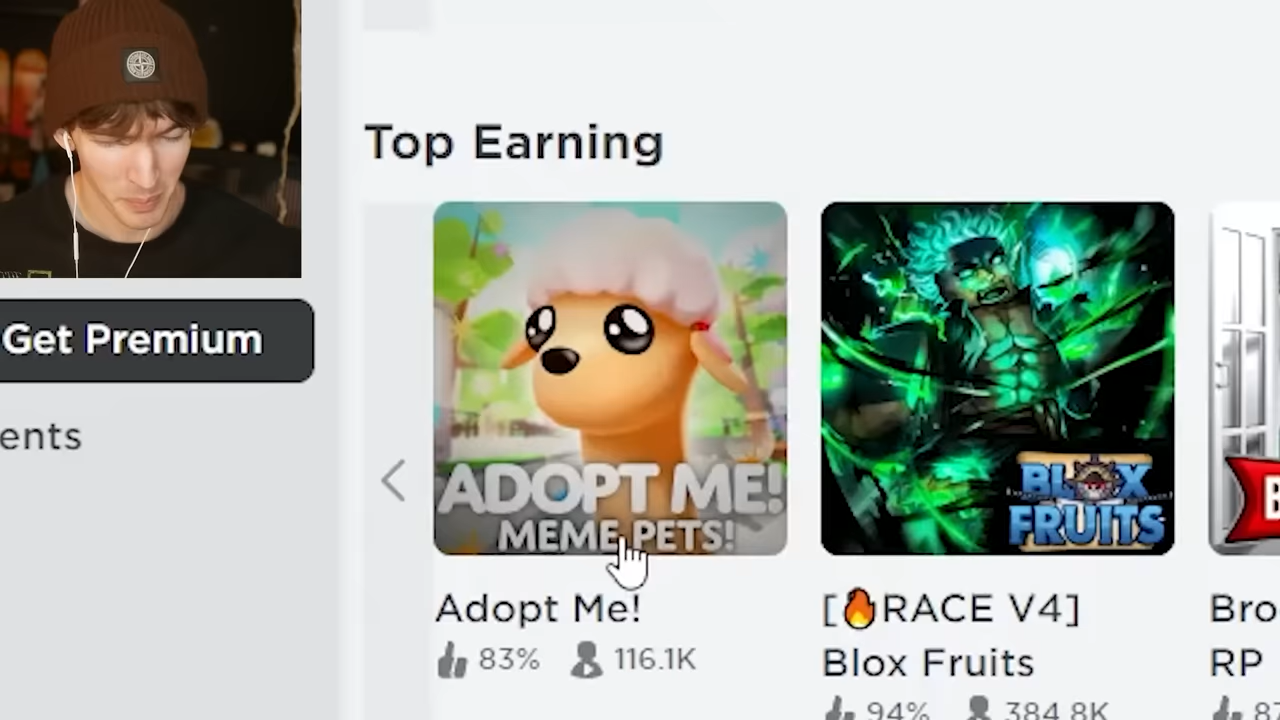 Top Earning
Get Premium
ents
ADOPT ME!
MEME PETS!
BLOX
FRUITS
B
Adopt Me!
83% 116.1K
[🔥RACE V4]
Blox Fruits
94% 384.8K
Bro
RP
87